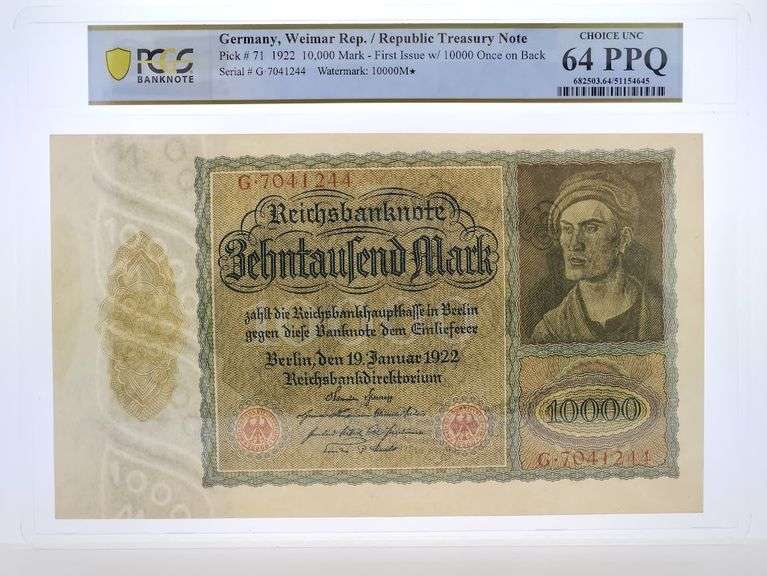 Germany, Weimar Rep. / Republic Treasury Note
Pick # 71 1922 10,000 Mark - First Issue w/ 10000 Once on Back
Serial # G·7041244 Watermark: 10000M★
PCGS
BANKNOTE
CHOICE UNC
64 PPQ
682503.64/51154645
G·7041244
Reichsbanknote
Zehntausend Mark
zahlt die Reichsbankhauptkasse in Berlin
gegen diese Banknote dem Einlieferer
Berlin, den 19. Januar 1922
Reichsbankdirektorium
10000
G·7041244